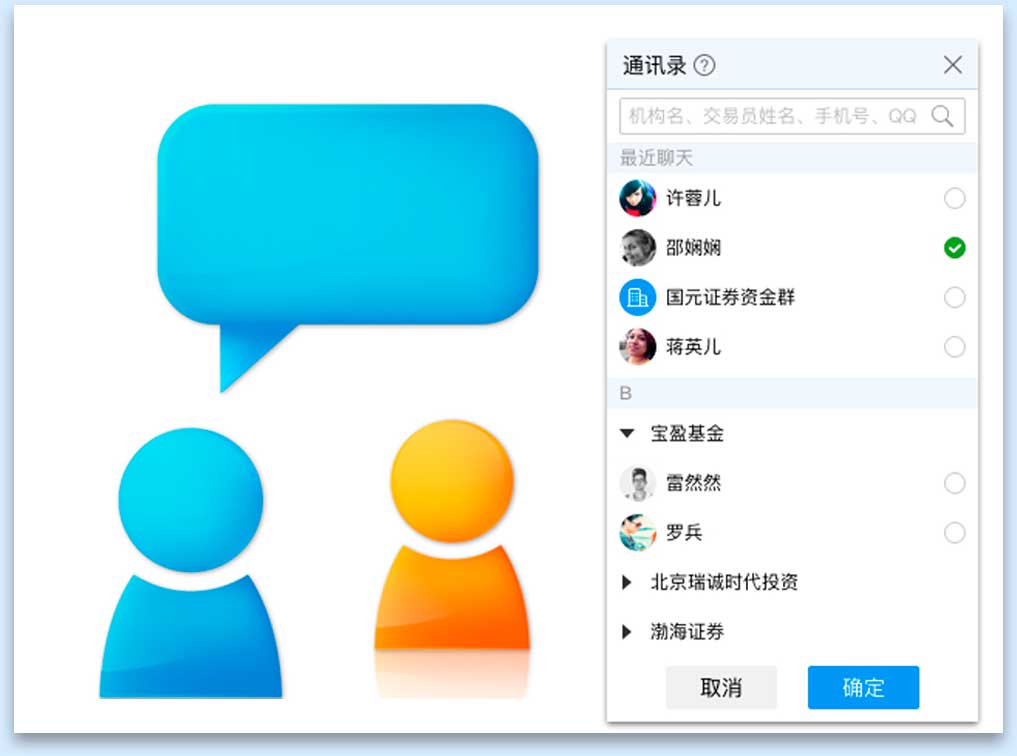 通讯录 ?
机构名、交易员姓名、手机号、QQ
最近聊天
许蓉儿
邵娴娴
国元证券资金群
蒋英儿
B
宝盈基金
雷然然
罗兵
北京瑞诚时代投资
渤海证券
取消 确定